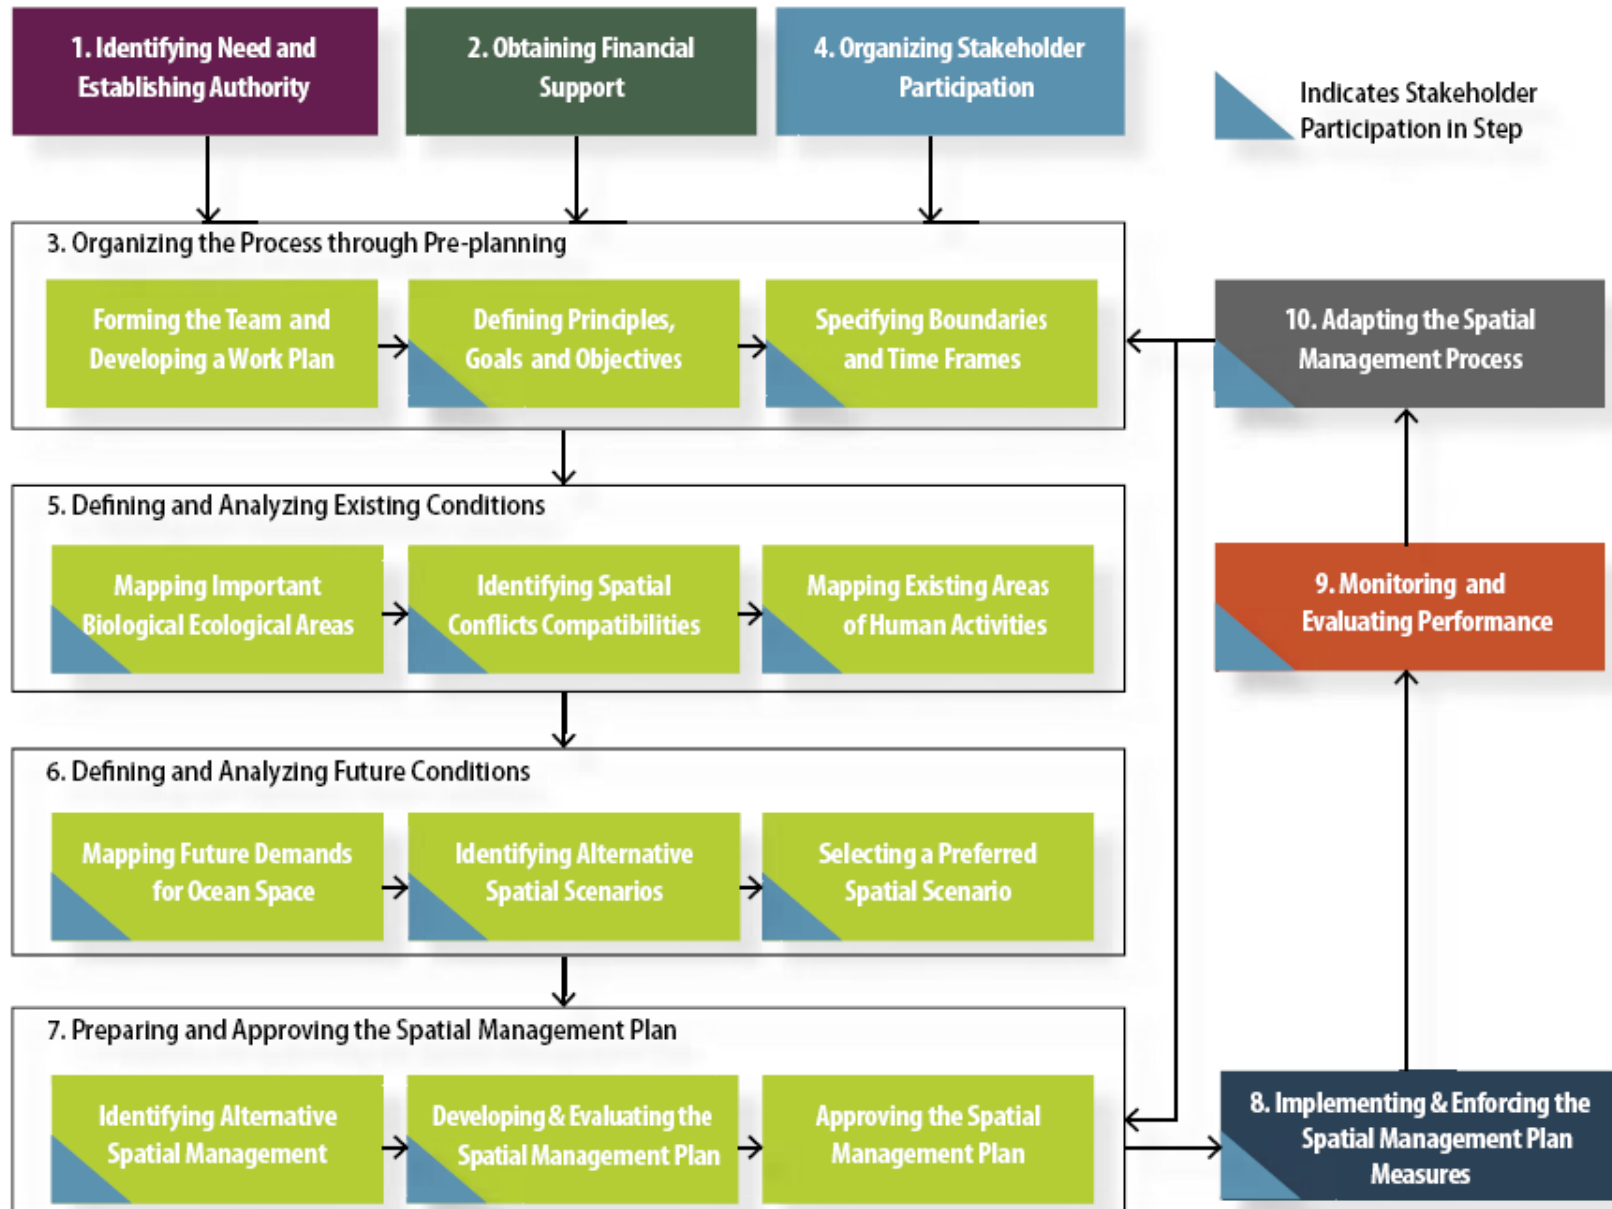 1. Identifying Need and
Establishing Authority
2. Obtaining Financial
Support
4. Organizing Stakeholder
Participation
Indicates Stakeholder
Participation in Step
3. Organizing the Process through Pre-planning
Forming the Team and
Developing a Work Plan
Defining Principles,
Goals and Objectives
Specifying Boundaries
and Time Frames
10. Adapting the Spatial
Management Process
5. Defining and Analyzing Existing Conditions
Mapping Important
Biological Ecological Areas
Identifying Spatial
Conflicts Compatibilities
Mapping Existing Areas
of Human Activities
9. Monitoring and
Evaluating Performance
6. Defining and Analyzing Future Conditions
Mapping Future Demands
for Ocean Space
Identifying Alternative
Spatial Scenarios
Selecting a Preferred
Spatial Scenario
7. Preparing and Approving the Spatial Management Plan
Identifying Alternative
Spatial Management
Developing & Evaluating the
Spatial Management Plan
Approving the Spatial
Management Plan
8. Implementing & Enforcing the
Spatial Management Plan
Measures